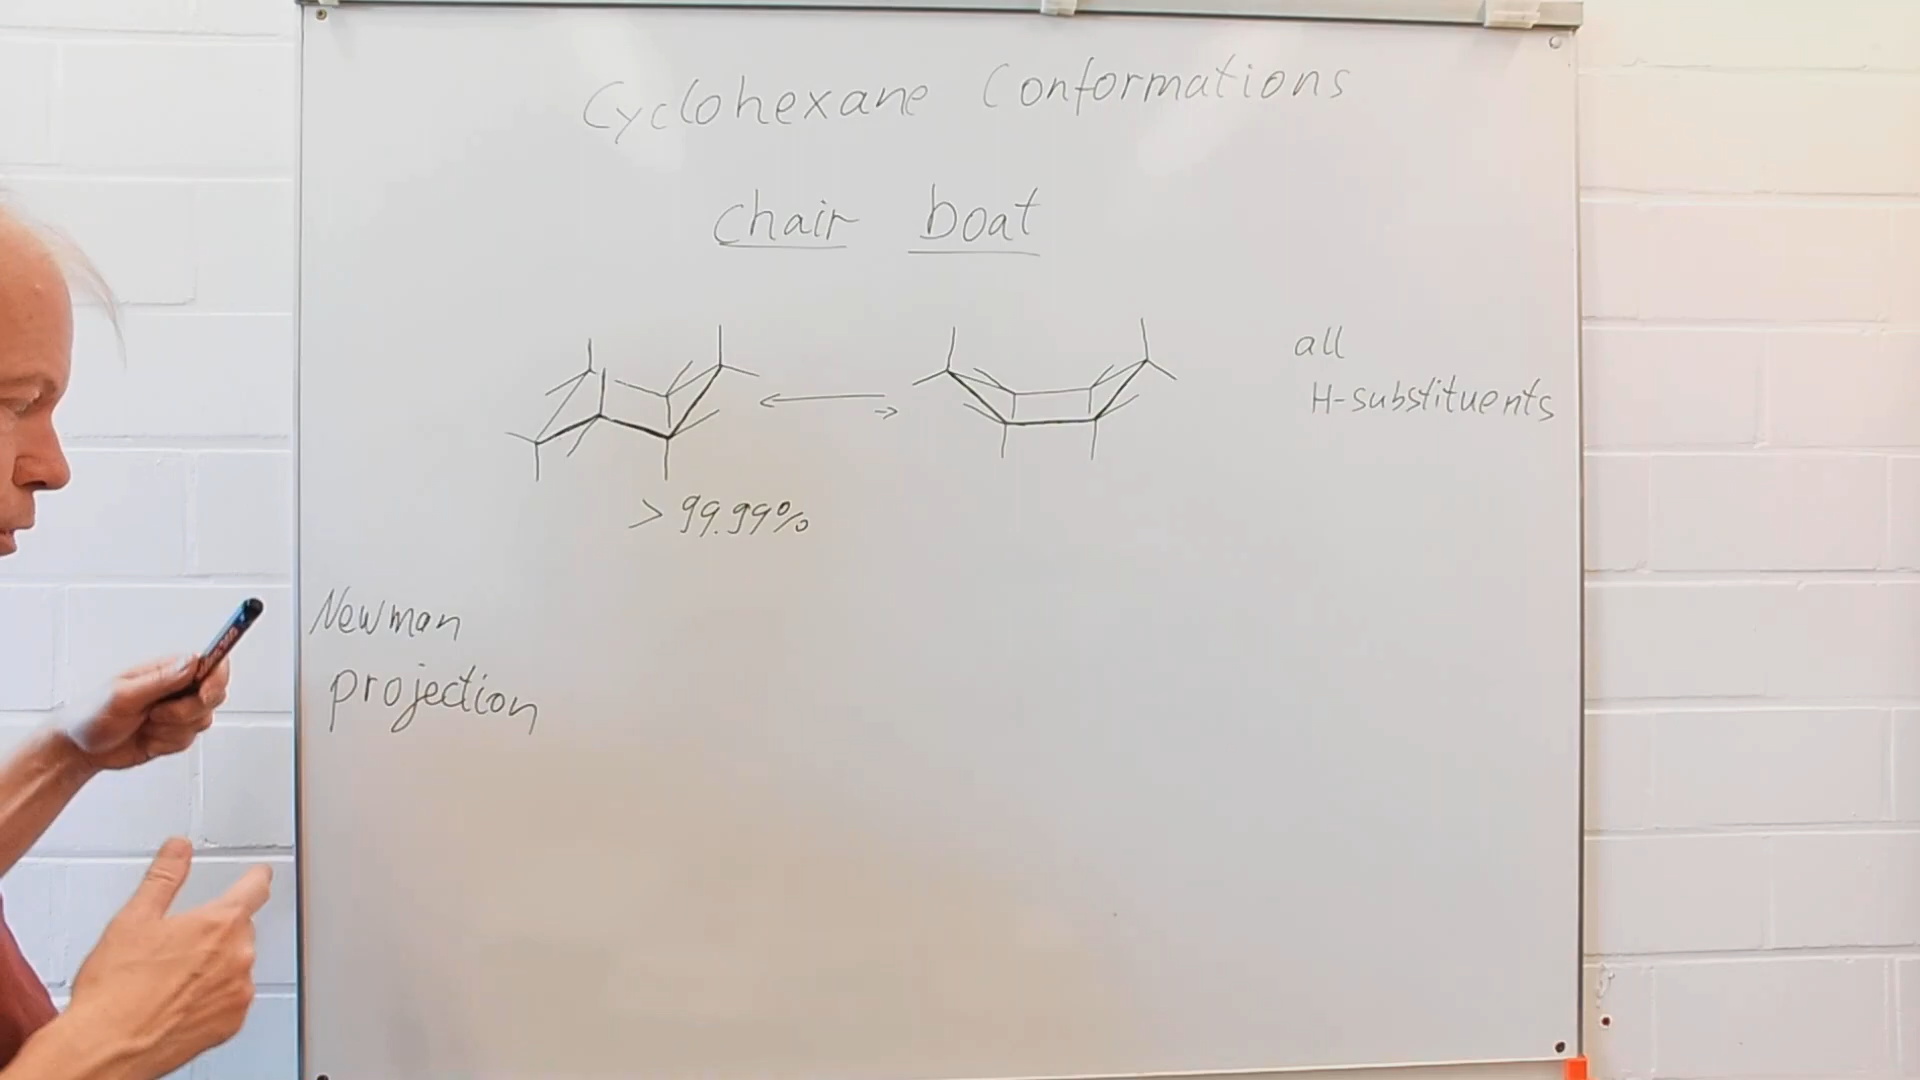 Cyclohexane Conformations
chair boat
all
H-substituents
> 99.99%
Newman
projection